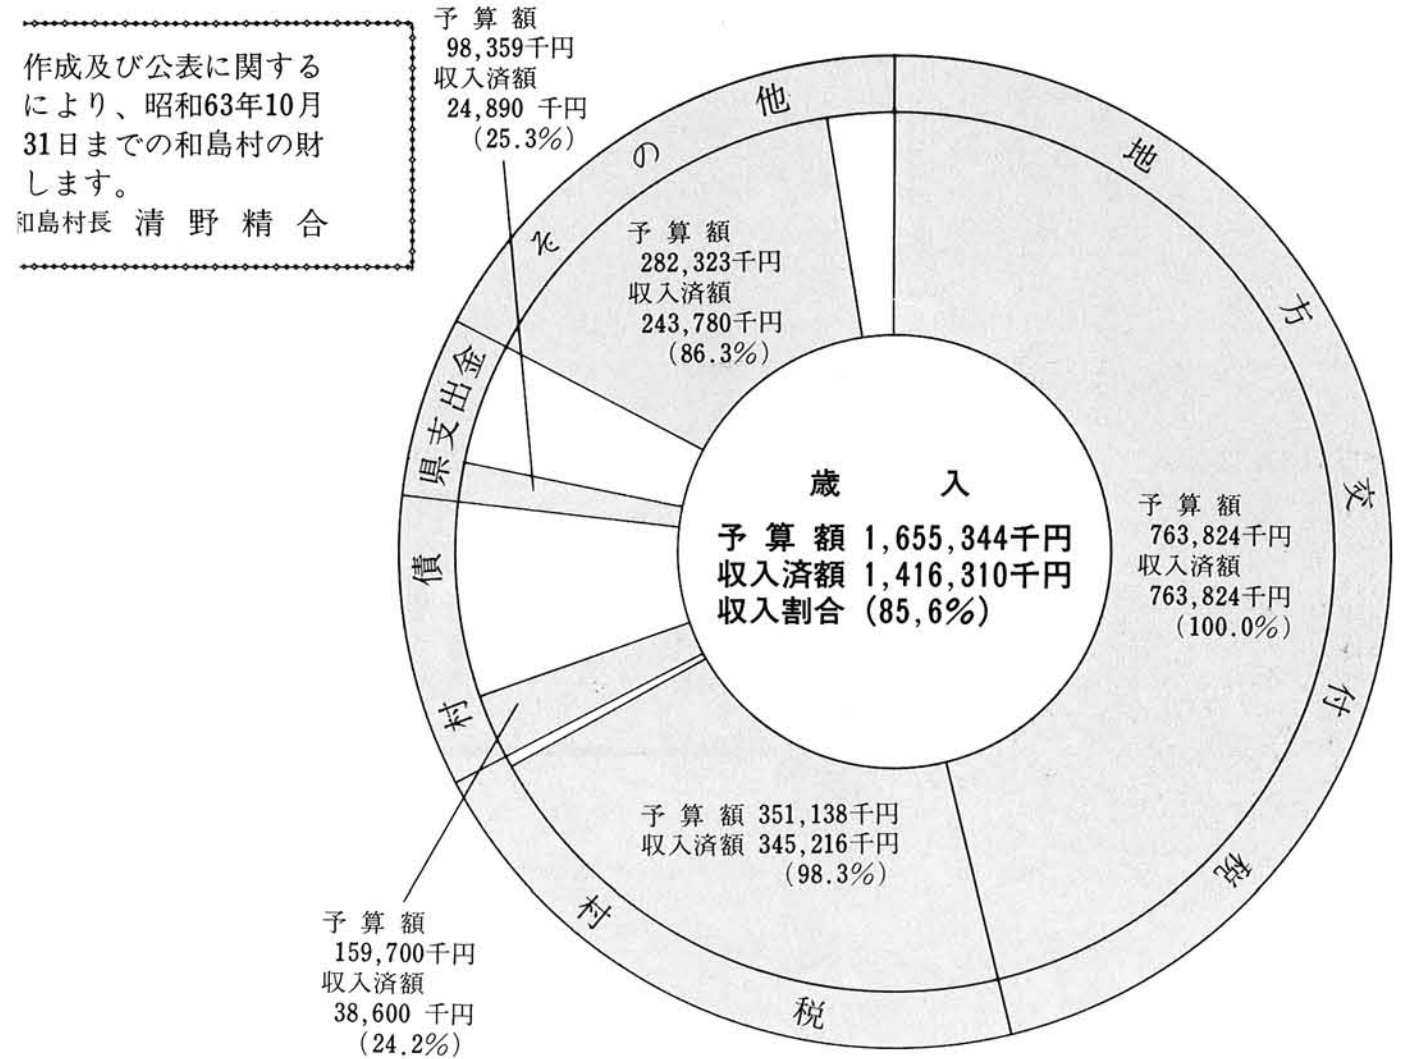 作成及び公表に関する
により、昭和63年10月
31日までの和島村の財
します。
和島村長 清野精合
予算額
98,359千円
収入済額
24,890千円
(25.3%)
その他
予算額
282,323千円
収入済額
243,780千円
(86.3%)
地方交付税
予算額
763,824千円
収入済額
763,824千円
(100.0%)
県支出金
村債
歳入
予算額 1,655,344千円
収入済額 1,416,310千円
収入割合 (85,6%)
予算額 351,138千円
収入済額 345,216千円
(98.3%)
村税
予算額
159,700千円
収入済額
38,600千円
(24.2%)